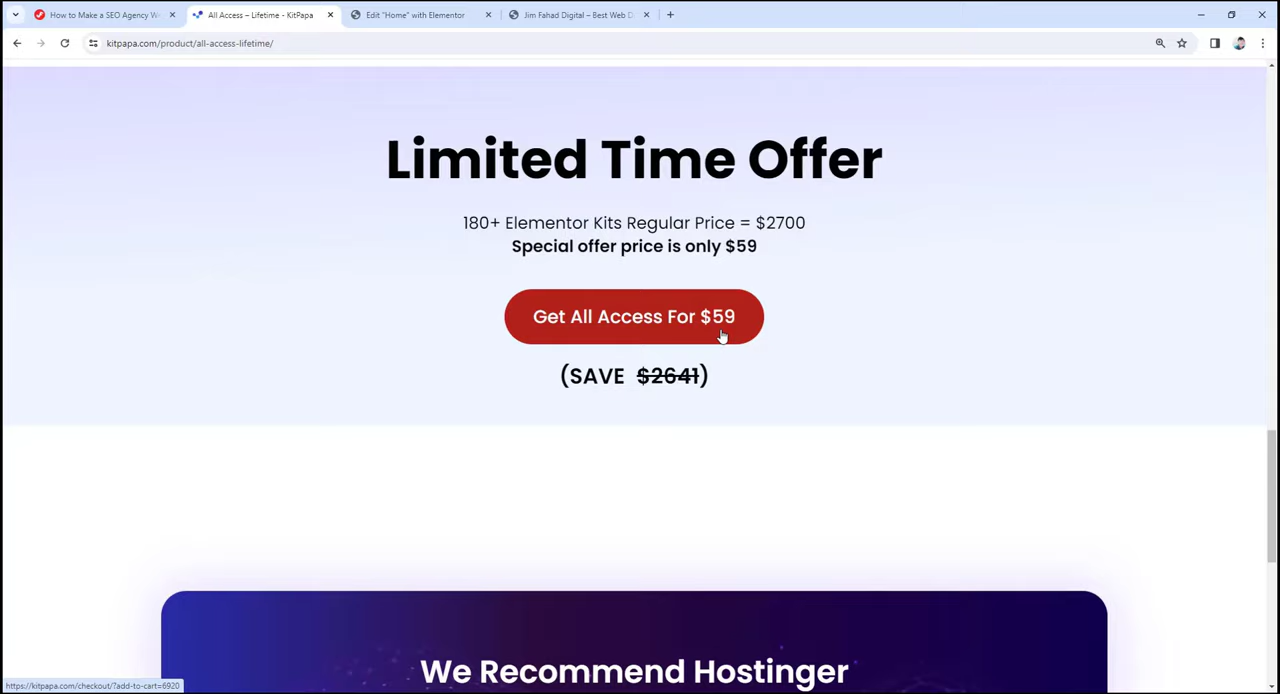 How to Make a SEO Agency W
All Access – Lifetime - KitPapa
Edit "Home" with Elementor
Jim Fahad Digital – Best Web D
kitpapa.com/product/all-access-lifetime/
Limited Time Offer
180+ Elementor Kits Regular Price = $2700
Special offer price is only $59
Get All Access For $59
(SAVE $2641)
We Recommend Hostinger
https://kitpapa.com/checkout/?add-to-cart=6920